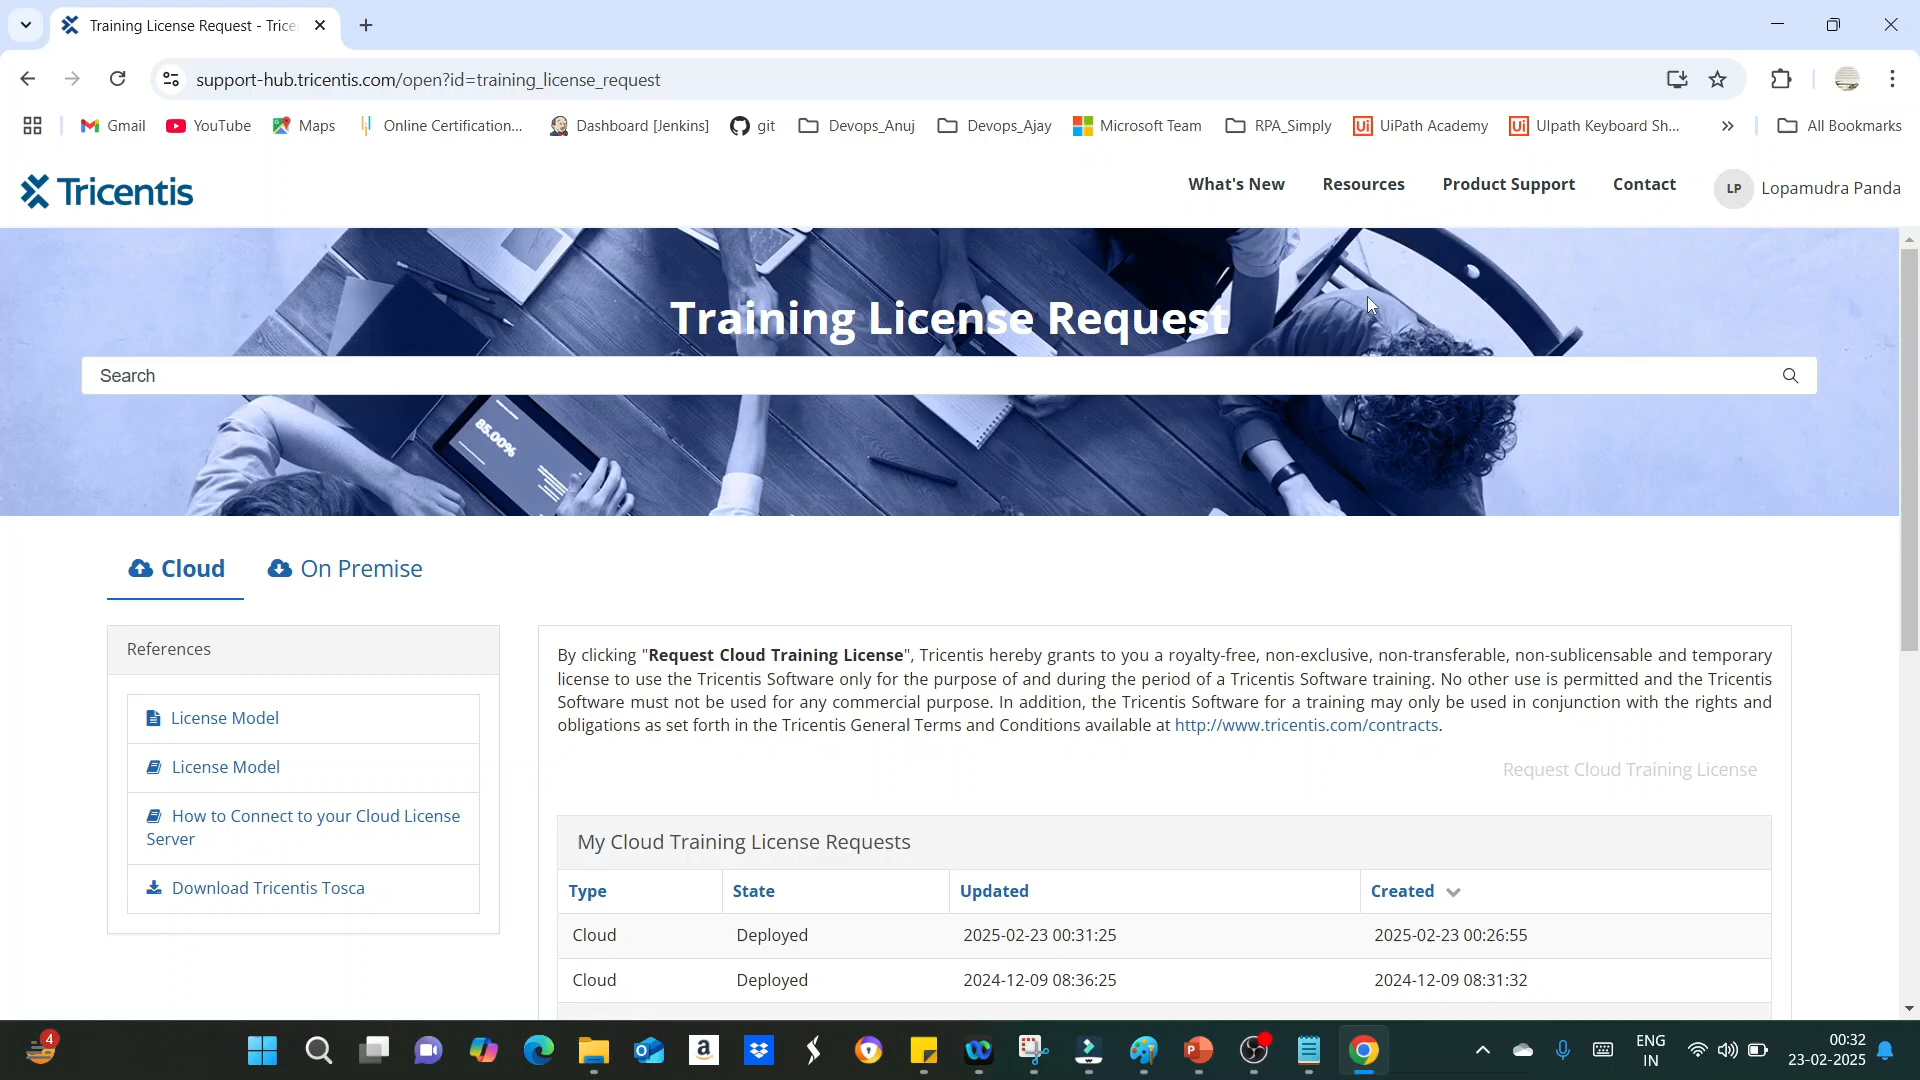 Training License Request - Trice
support-hub.tricentis.com/open?id=training_license_request
Gmail
YouTube
Maps
Online Certification...
Dashboard [Jenkins]
git
Devops_Anuj
Devops_Ajay
Microsoft Team
RPA_Simply
UiPath Academy
UIpath Keyboard Sh...
All Bookmarks
Tricentis
What's New
Resources
Product Support
Contact
LP
Lopamudra Panda
Training License Request
Search
85.00%
Cloud
On Premise
References
License Model
License Model
How to Connect to your Cloud License
Server
Download Tricentis Tosca
By clicking "Request Cloud Training License", Tricentis hereby grants to you a royalty-free, non-exclusive, non-transferable, non-sublicensable and temporary
license to use the Tricentis Software only for the purpose of and during the period of a Tricentis Software training. No other use is permitted and the Tricentis
Software must not be used for any commercial purpose. In addition, the Tricentis Software for a training may only be used in conjunction with the rights and
obligations as set forth in the Tricentis General Terms and Conditions available at http://www.tricentis.com/contracts.
Request Cloud Training License
My Cloud Training License Requests
Type State Updated Created
Cloud Deployed 2025-02-23 00:31:25 2025-02-23 00:26:55
Cloud Deployed 2024-12-09 08:36:25 2024-12-09 08:31:32
4
ENG
IN
00:32
23-02-2025